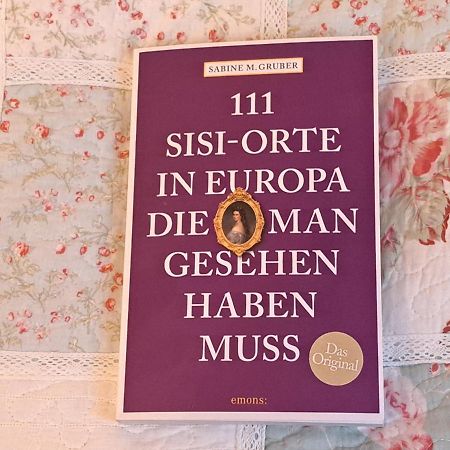 SABINE M. GRUBER
111
SISI-ORTE
IN EUROPA
DIE MAN
GESEHEN
HABEN
MUSS
Das
Original
emons: